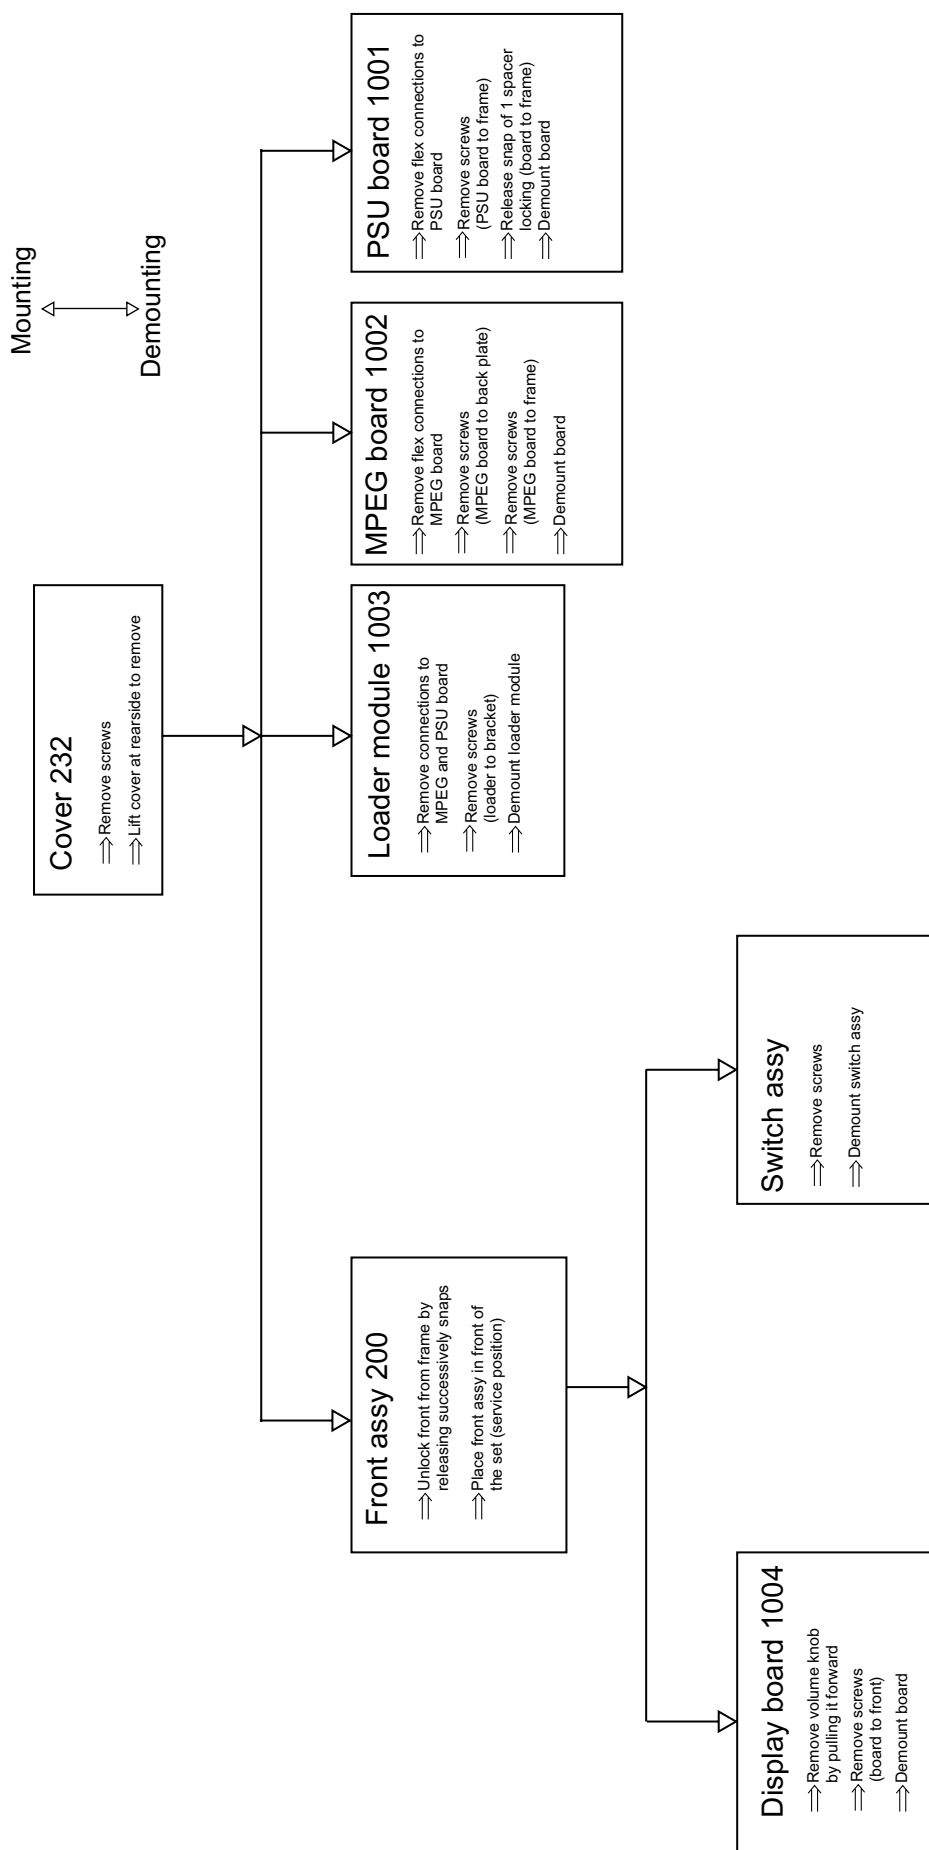 Mounting
Demounting
Cover 232
Remove screws
Lift cover at rearside to remove
Front assy 200
Unlock front from frame by
releasing successively snaps
Place front assy in front of
the set (service position)
Loader module 1003
Remove connections to
MPEG and PSU board
Remove screws
(loader to bracket)
Demount loader module
MPEG board 1002
Remove flex connections to
MPEG board
Remove screws
(MPEG board to back plate)
Remove screws
(MPEG board to frame)
Demount board
PSU board 1001
Remove flex connections to
PSU board
Remove screws
(PSU board to frame)
Release snap of 1 spacer
locking (board to frame)
Demount board
Display board 1004
Remove volume knob
by pulling it forward
Remove screws
(board to front)
Demount board
Switch assy
Remove screws
Demount switch assy